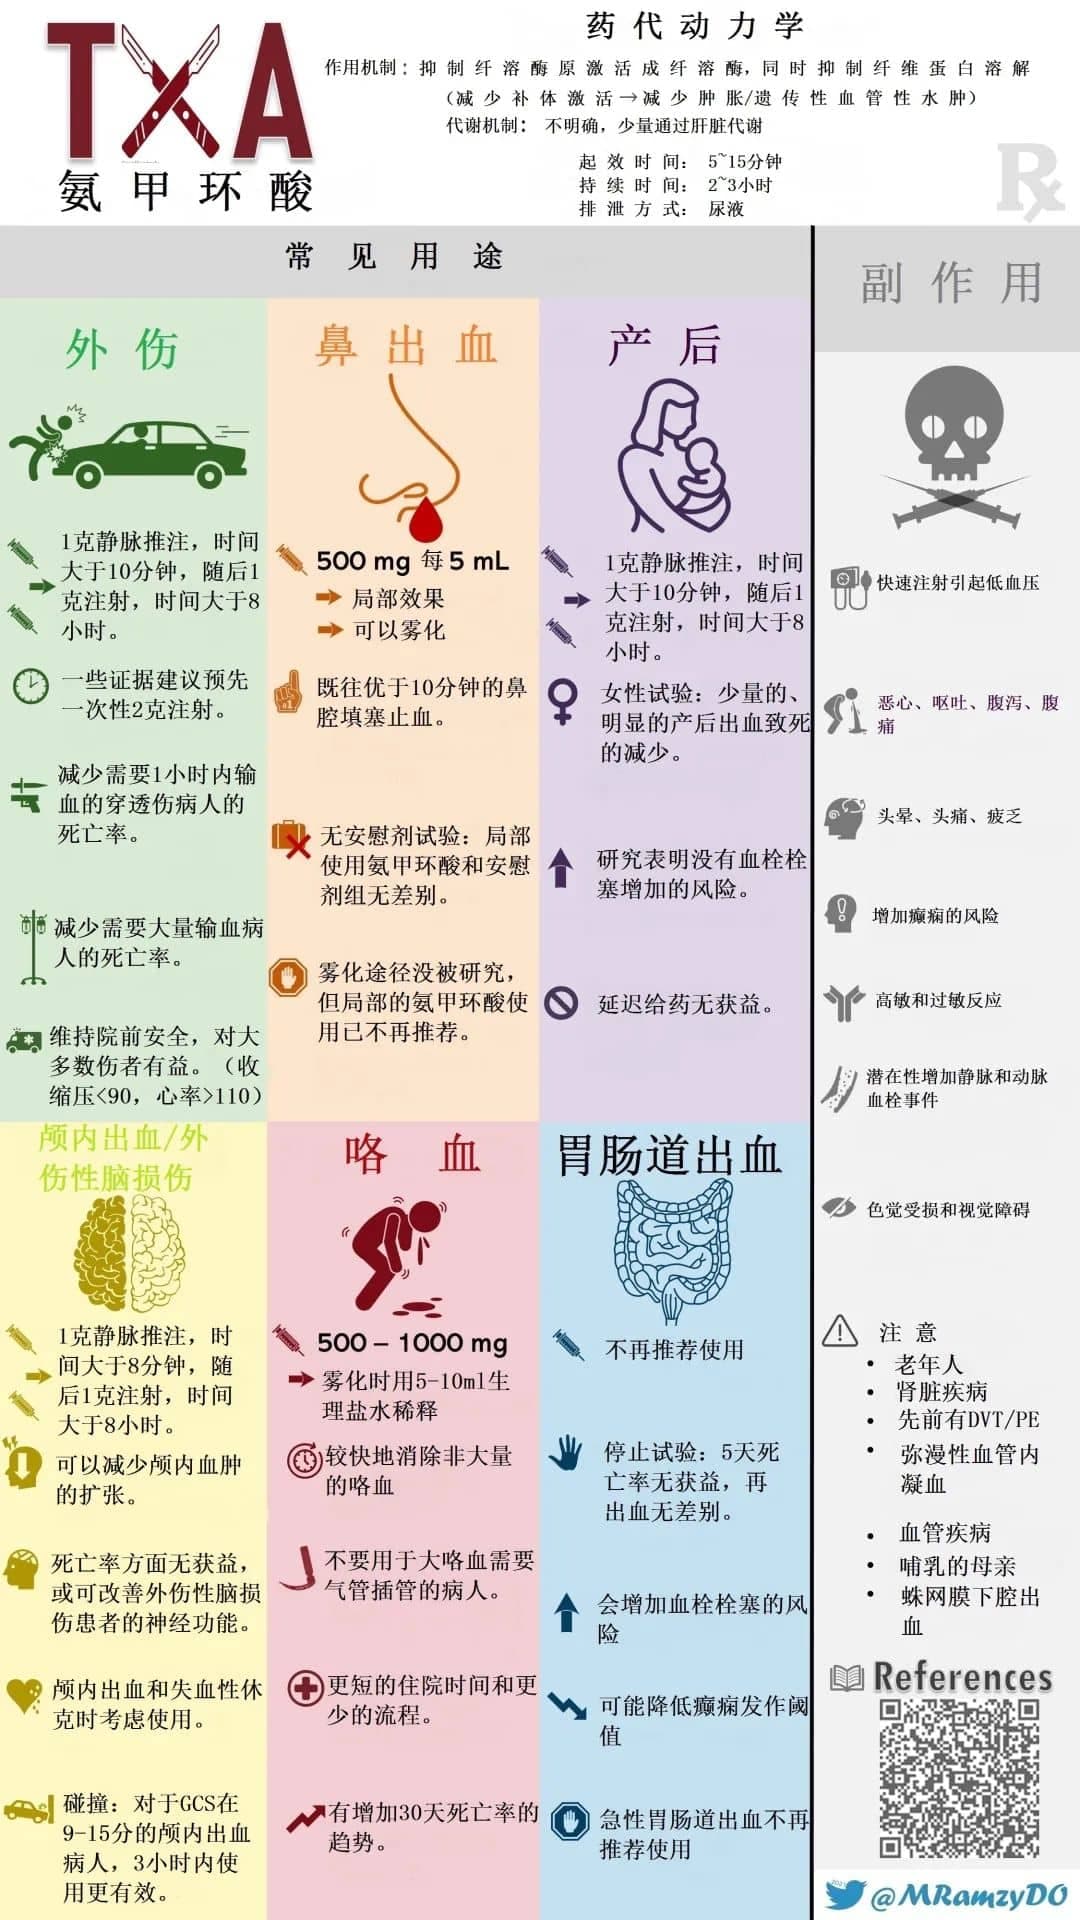 TXA
氨甲环酸
药代动力学
作用机制:抑制纤溶酶原激活成纤溶酶,同时抑制纤维蛋白溶解
(减少补体激活→减少肿胀/遗传性血管性水肿)
代谢机制: 不明确，少量通过肝脏代谢
起效时间: 5~15分钟
持续时间: 2~3小时
排泄方式: 尿液
Rx
常见用途
外伤
1克静脉推注，时间
大于10分钟，随后1
克注射，时间大于8
小时。
一些证据建议预先
一次性2克注射。
减少需要1小时内输
血的穿透伤病人的
死亡率。
减少需要大量输血病
人的死亡率。
维持院前安全，对大
多数伤者有益。（收
缩压<90，心率>110）
鼻出血
500 mg 每 5 mL
局部效果
可以雾化
#1
既往优于10分钟的鼻
腔填塞止血。
无安慰剂试验：局部
使用氨甲环酸和安慰
剂组无差别。
雾化途径没被研究，
但局部的氨甲环酸使
用已不再推荐。
产后
1克静脉推注，时间
大于10分钟，随后1
克注射，时间大于8
小时。
女性试验：少量的、
明显的产后出血致死
的减少。
研究表明没有血栓栓
塞增加的风险。
延迟给药无获益。
颅内出血/外
伤性脑损伤
1克静脉推注，时
间大于8分钟，随
后1克注射，时间
大于8小时。
可以减少颅内血肿
的扩张。
死亡率方面无获益，
或可改善外伤性脑损
伤患者的神经功能。
颅内出血和失血性休
克时考虑使用。
碰撞：对于GCS在
9-15分的颅内出血
病人，3小时内使
用更有效。
咯血
500 – 1000 mg
雾化时用5-10ml生
理盐水稀释
较快地消除非大量
的咯血
不要用于大咯血需要
气管插管的病人。
更短的住院时间和更
少的流程。
有增加30天死亡率的
趋势。
胃肠道出血
不再推荐使用
停止试验：5天死
亡率无获益，再
出血无差别。
会增加血栓栓塞的风
险
可能降低癫痫发作阈
值
急性胃肠道出血不再
推荐使用
副作用
快速注射引起低血压
恶心、呕吐、腹泻、腹
痛
头晕、头痛、疲乏
增加癫痫的风险
高敏和过敏反应
潜在性增加静脉和动脉
血栓事件
色觉受损和视觉障碍
注意
• 老年人
• 肾脏疾病
• 先前有DVT/PE
• 弥漫性血管内
凝血
• 血管疾病
• 哺乳的母亲
• 蛛网膜下腔出
血
References
@MRamzyDO